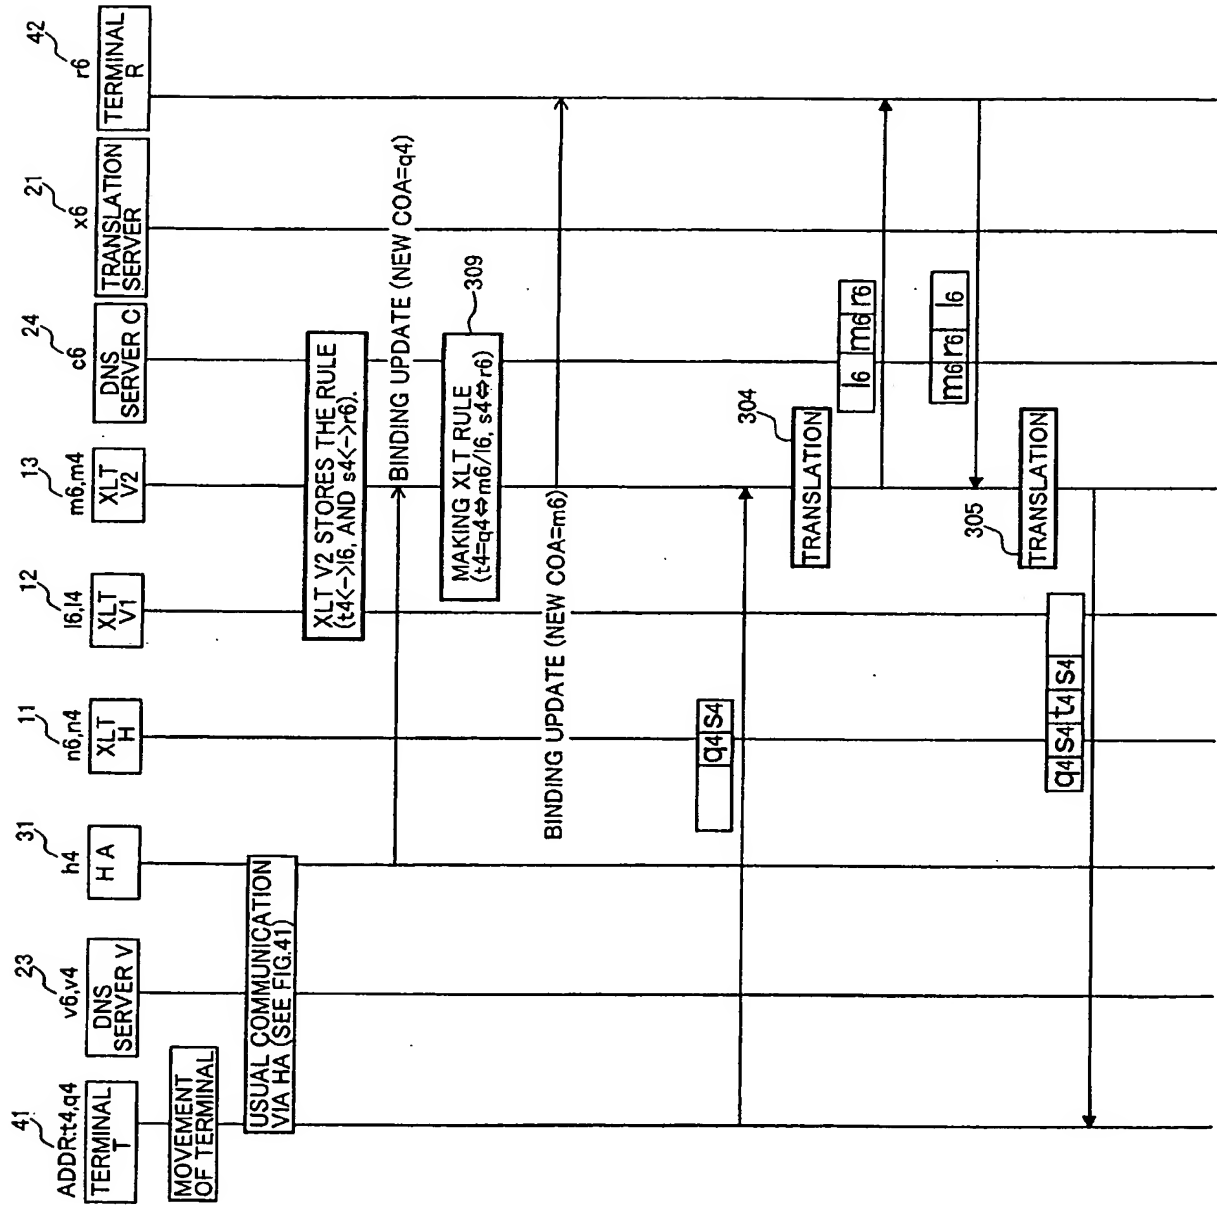 41
ADDR:t4,q4
TERMINAL
T
23
v6,v4
DNS
SERVER V
31
h4
H A
11
n6,n4
XLT
H
12
l6,l4
XLT
V1
13
m6,m4
XLT
V2
24
c6
DNS
SERVER C
21
x6
TRANSLATION
SERVER
42
r6
TERMINAL
R
MOVEMENT
OF TERMINAL
USUAL COMMUNICATION
VIA HA (SEE FIG.41)
XLT V2 STORES THE RULE
(t4<->l6, AND s4<->r6).
BINDING UPDATE (NEW COA=q4)
309
MAKING XLT RULE
(t4=q4⇔m6/l6, s4⇔r6)
BINDING UPDATE (NEW COA=m6)
q4 s4
304
TRANSLATION
l6 m6 r6
m6 r6 l6
305
TRANSLATION
q4 s4 t4 s4